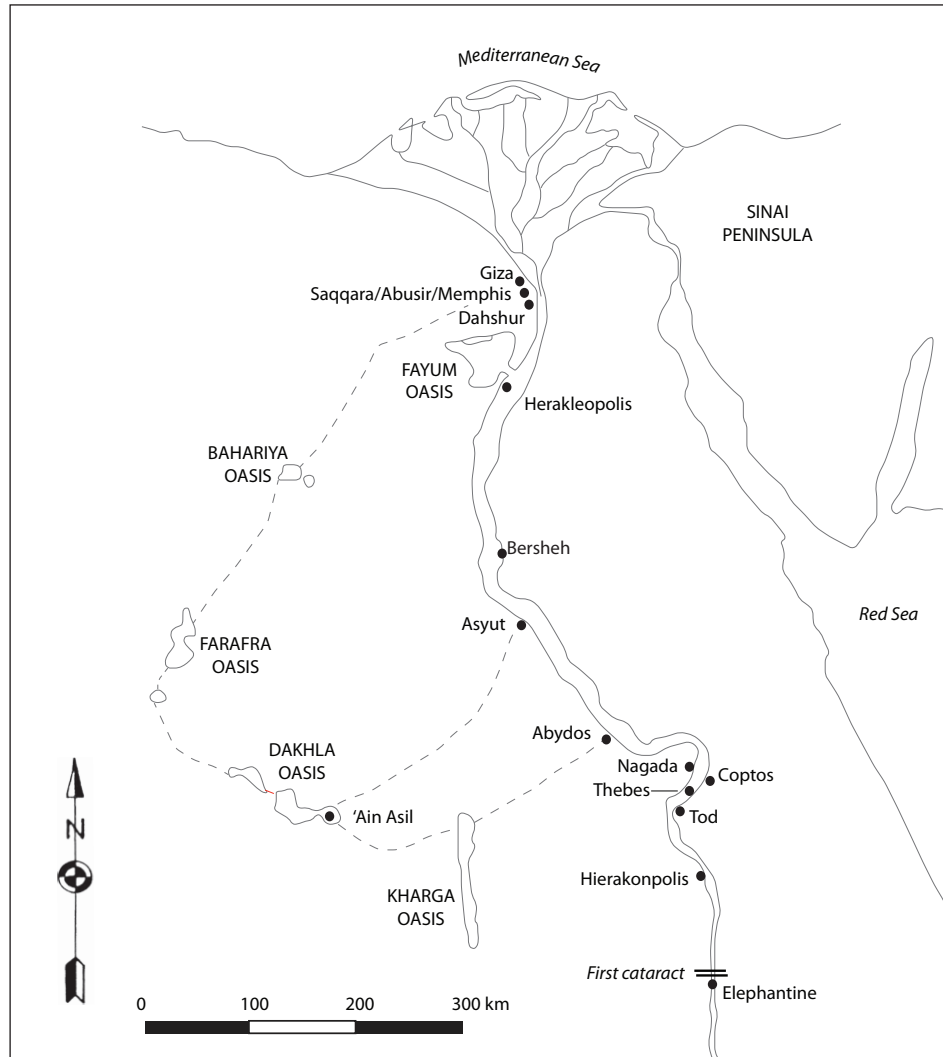 Mediterranean Sea
SINAI
PENINSULA
Giza
Saqqara/Abusir/Memphis
Dahshur
FAYUM
OASIS
Herakleopolis
BAHARIYA
OASIS
Bersheh
Red Sea
Asyut
FARAFRA
OASIS
Abydos
DAKHLA
OASIS
Nagada
Coptos
Thebes
'Ain Asil
Tod
N
Hierakonpolis
KHARGA
OASIS
First cataract
Elephantine
0 100 200 300 km